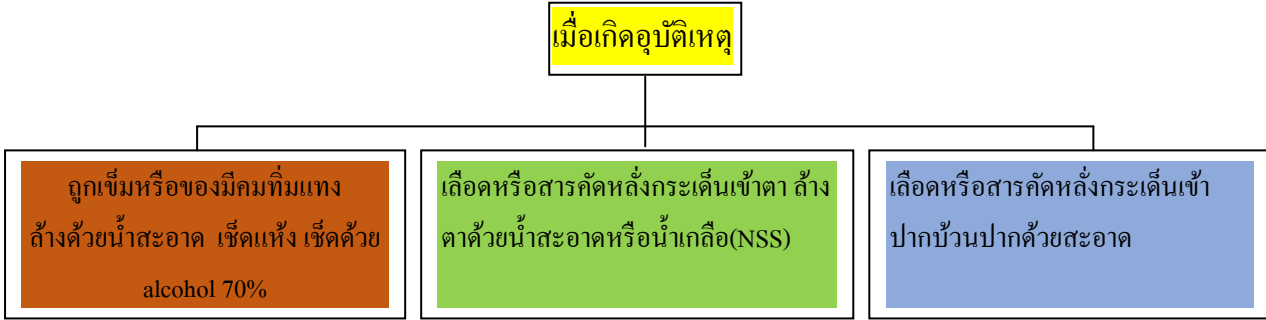 เมื่อเกิดอุบัติเหตุ
ถูกเข็มหรือของมีคมทิ่มแทง
ล้างด้วยน้ำสะอาด เช็ดแห้ง เช็ดด้วย
alcohol 70%
เลือดหรือสารคัดหลั่งกระเด็นเข้าตา ล้าง
ตาด้วยน้ำสะอาดหรือน้ำเกลือ(NSS)
เลือดหรือสารคัดหลั่งกระเด็นเข้า
ปากบ้วนปากด้วยสะอาด